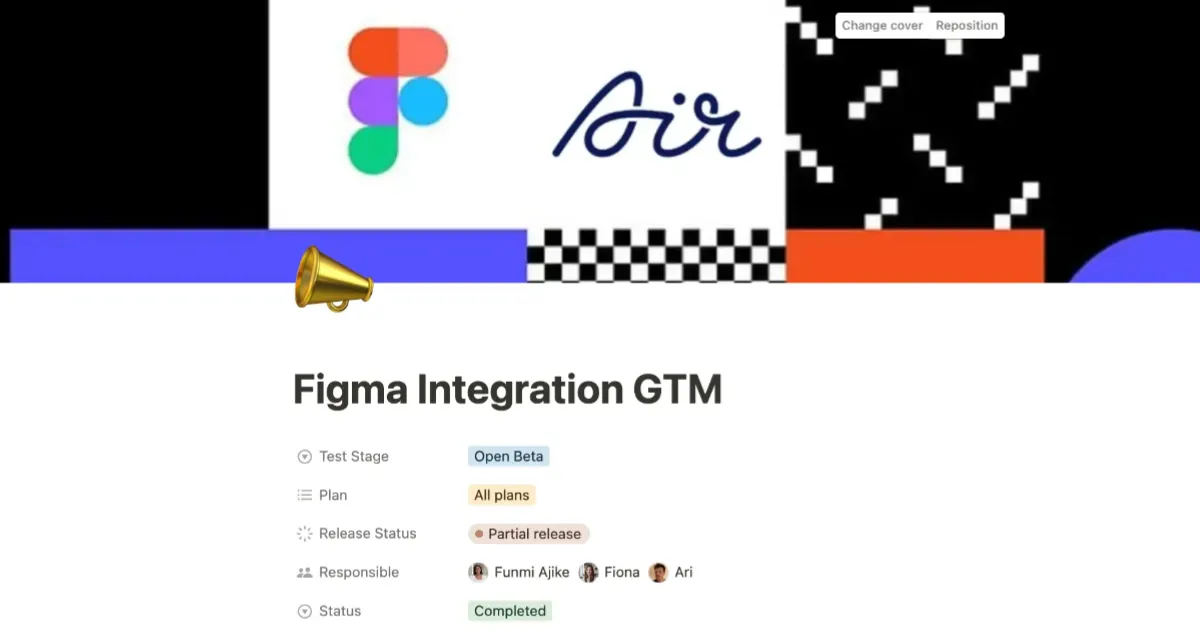 Change cover Reposition
Air
Figma Integration GTM
Test Stage Open Beta
Plan All plans
Release Status Partial release
Responsible Funmi Ajike Fiona Ari
Status Completed